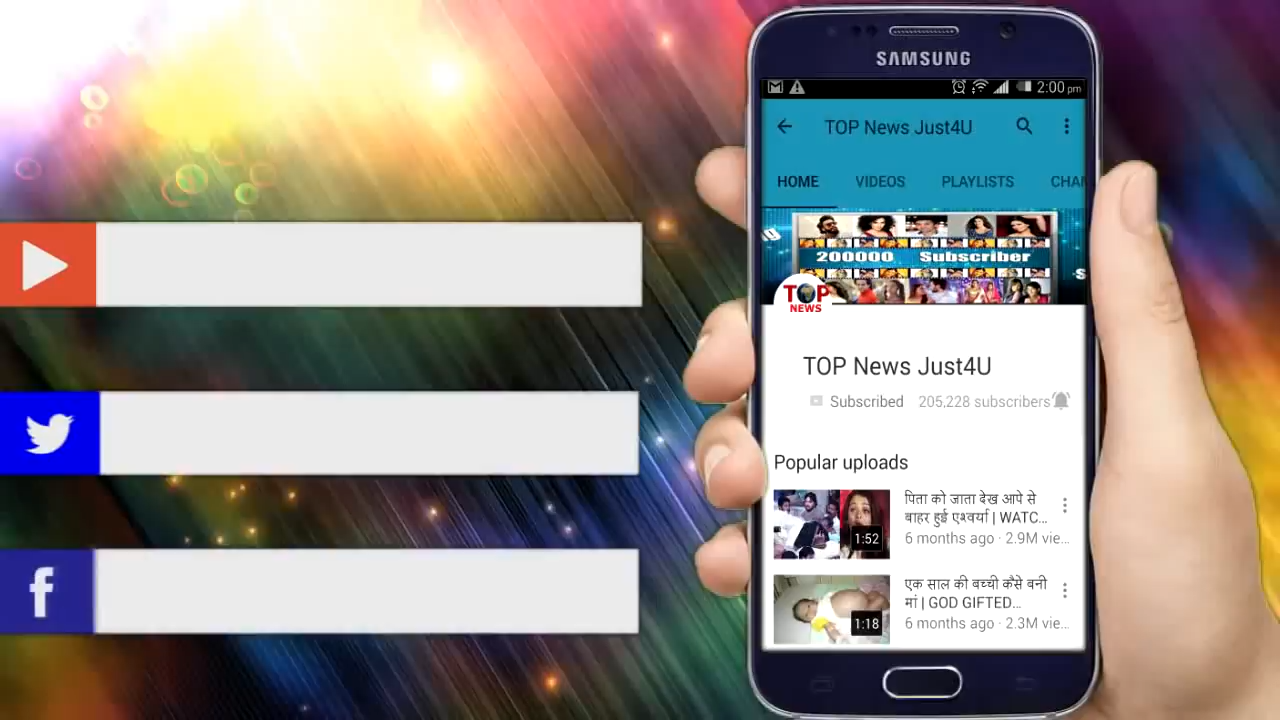 SAMSUNG
2:00 pm
TOP News Just4U
HOME VIDEOS PLAYLISTS CHAN
200000 Subscriber
TOP
NEWS
TOP News Just4U
Subscribed 205,228 subscribers
Popular uploads
पिता को जाता देख आपे से
बाहर हुई एश्वर्या | WATC...
6 months ago · 2.9M vie...
1:52
एक साल की बच्ची कैसे बनी
मां | GOD GIFTED...
6 months ago · 2.3M vie...
1:18